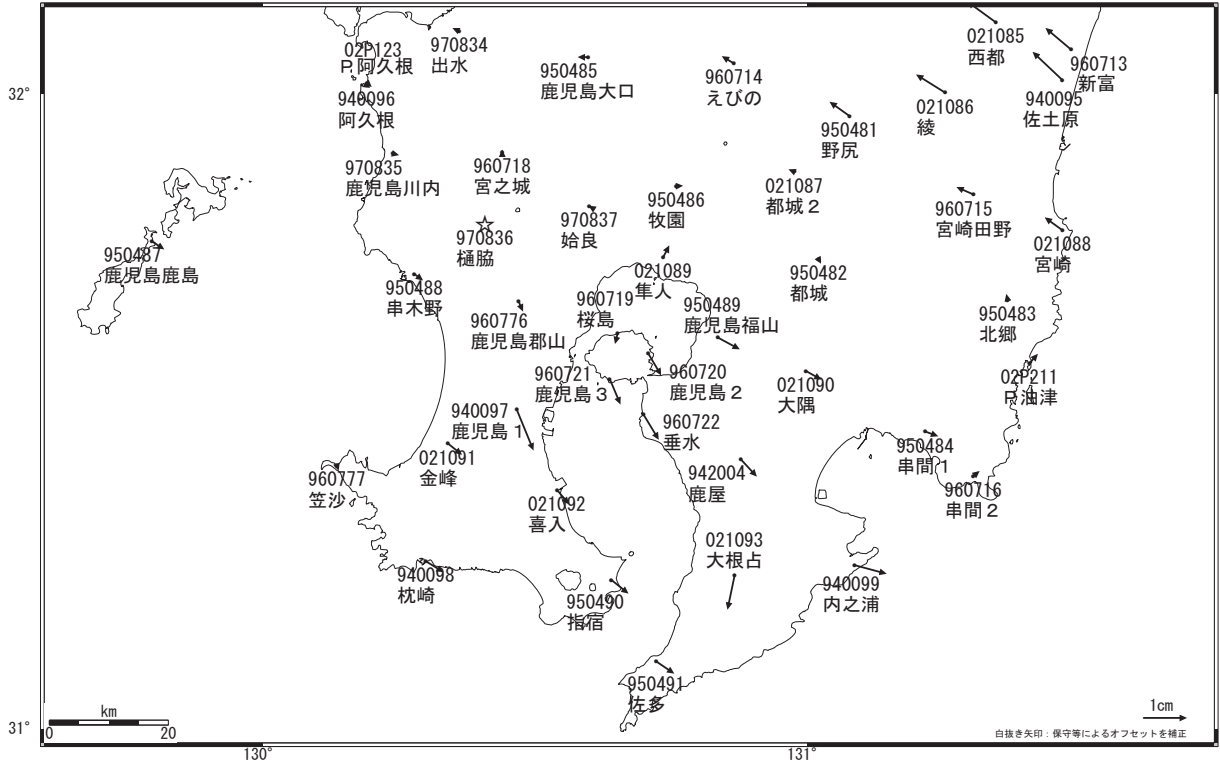 021085
西都
02P123
P.阿久根
970834
出水
950485
鹿児島大口
960714
えびの
960713
新富
32°
940096
阿久根
021086
綾
940095
佐土原
950481
野尻
970835
鹿児島川内
960718
宮之城
021087
都城２
950486
牧園
960715
宮崎田野
970837
姶良
970836
樋脇
021088
宮崎
950487
鹿児島鹿島
021089
隼人
950482
都城
950488
串木野
960719
桜島
950489
鹿児島福山
950483
北郷
960776
鹿児島郡山
960721
鹿児島３
960720
鹿児島２
02P211
P.油津
021090
大隅
940097
鹿児島１
960722
垂水
021091
金峰
950484
串間１
960777
笠沙
942004
鹿屋
960716
串間２
021092
喜入
021093
大根占
940098
枕崎
950490
指宿
940099
内之浦
950491
佐多
km
0 20
1cm
31°
白抜き矢印：保守等によるオフセットを補正
130° 131°